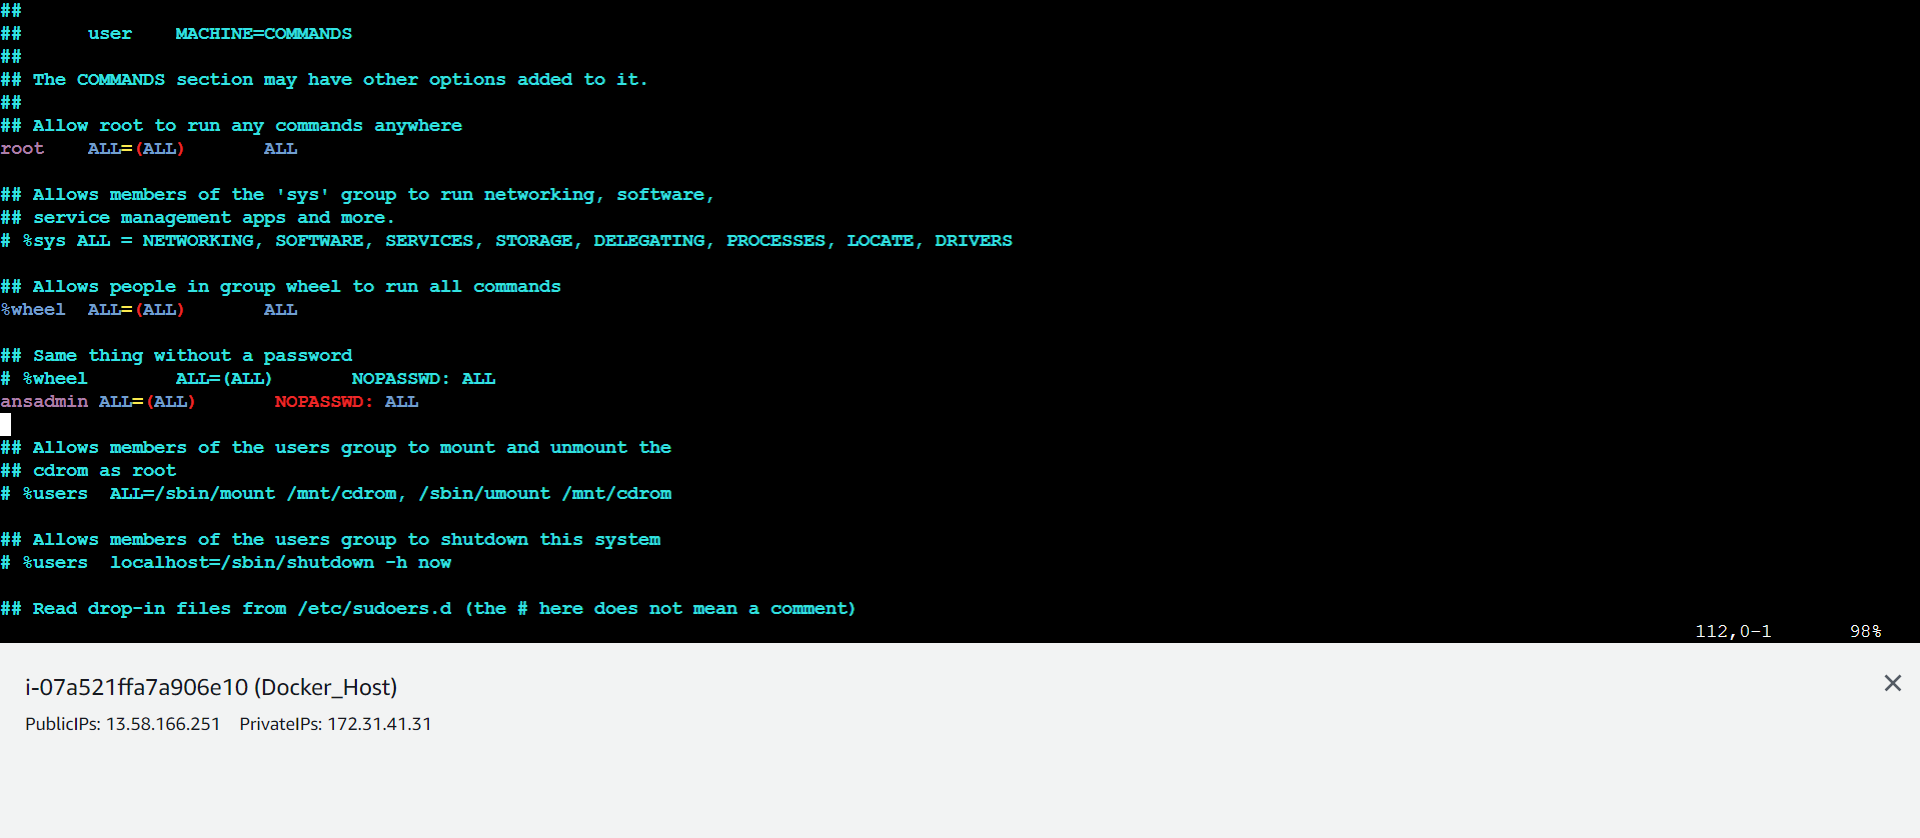 ##
##      user    MACHINE=COMMANDS
##
## The COMMANDS section may have other options added to it.
##
## Allow root to run any commands anywhere
root    ALL=(ALL)       ALL
## Allows members of the 'sys' group to run networking, software,
## service management apps and more.
# %sys ALL = NETWORKING, SOFTWARE, SERVICES, STORAGE, DELEGATING, PROCESSES, LOCATE, DRIVERS
## Allows people in group wheel to run all commands
%wheel  ALL=(ALL)       ALL
## Same thing without a password
# %wheel        ALL=(ALL)       NOPASSWD: ALL
ansadmin ALL=(ALL)       NOPASSWD: ALL
## Allows members of the users group to mount and unmount the
## cdrom as root
# %users  ALL=/sbin/mount /mnt/cdrom, /sbin/umount /mnt/cdrom
## Allows members of the users group to shutdown this system
# %users  localhost=/sbin/shutdown -h now
## Read drop-in files from /etc/sudoers.d (the # here does not mean a comment)
112,0-1       98%
i-07a521ffa7a906e10 (Docker_Host)
PublicIPs: 13.58.166.251    PrivateIPs: 172.31.41.31